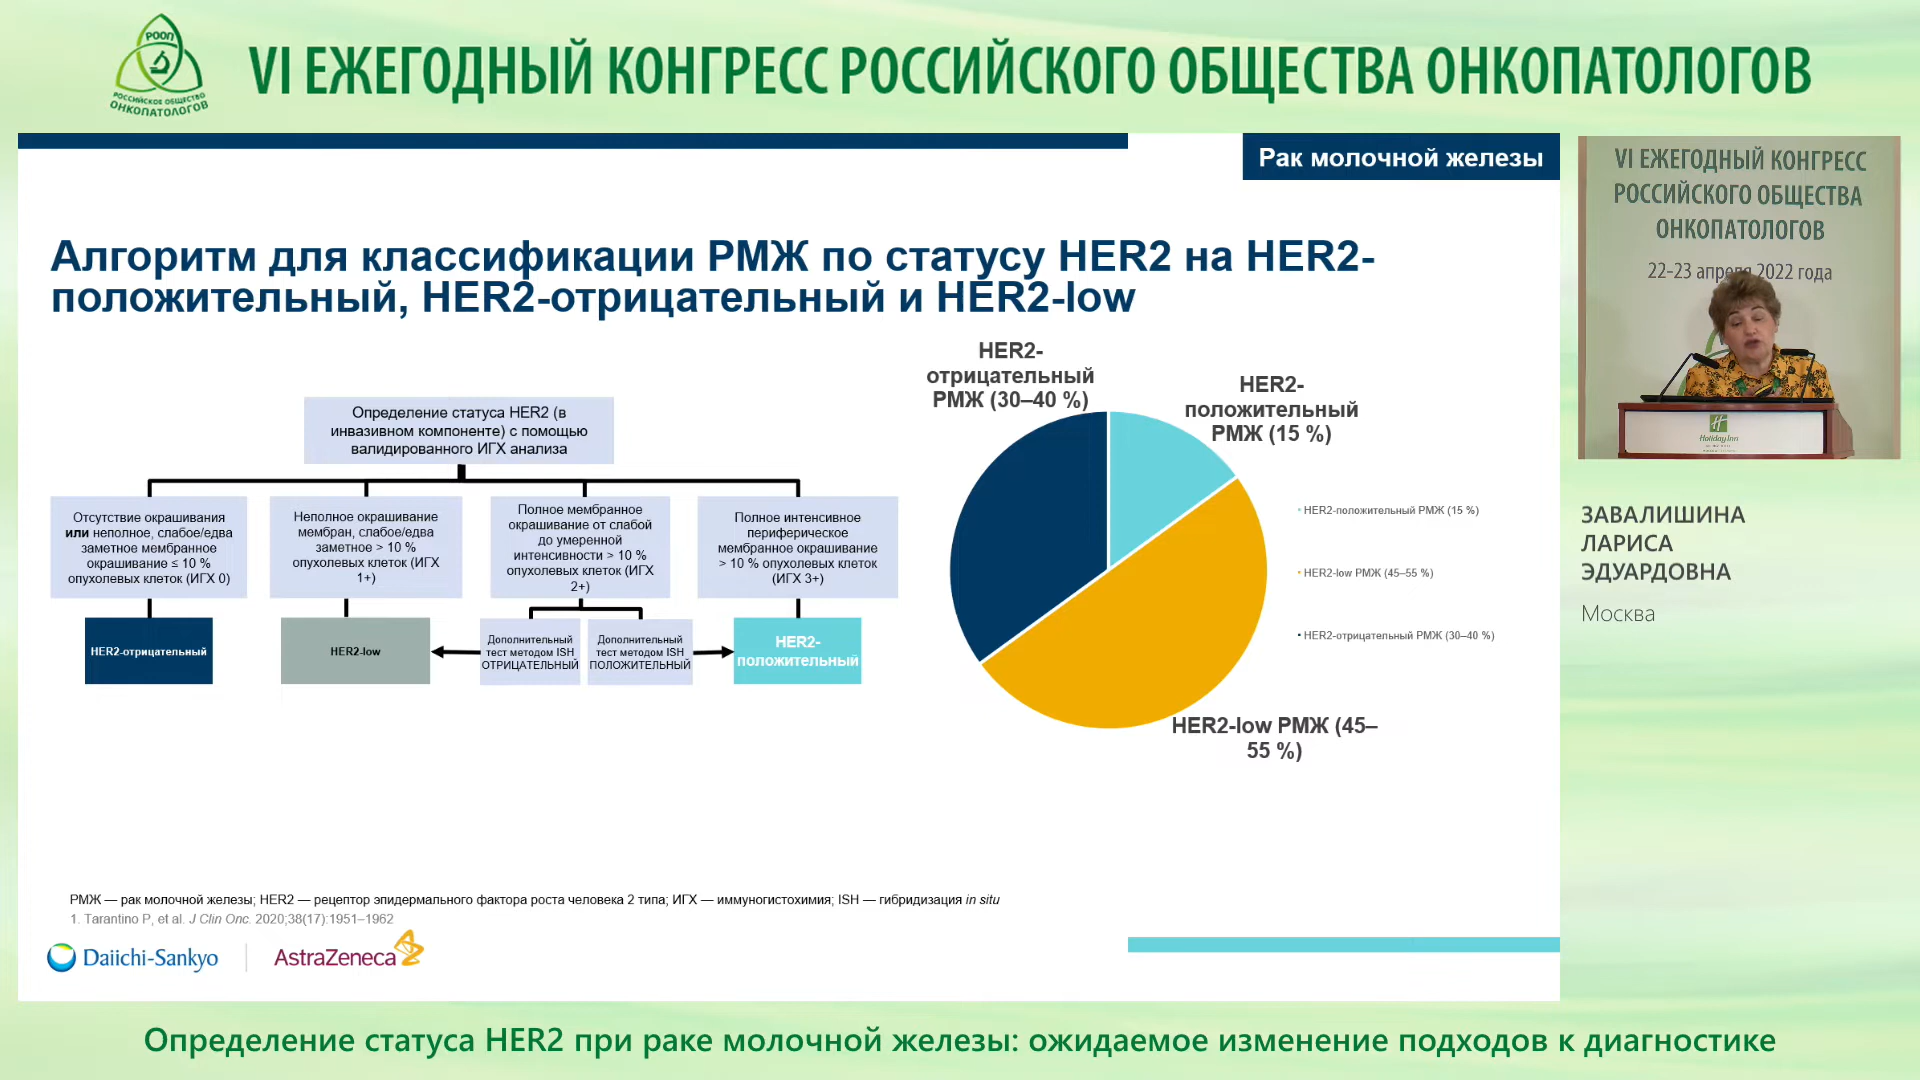 РООП
РОССИЙСКОЕ ОБЩЕСТВО
ОНКОПАТОЛОГОВ
VI ЕЖЕГОДНЫЙ КОНГРЕСС РОССИЙСКОГО ОБЩЕСТВА ОНКОПАТОЛОГОВ
Рак молочной железы
Алгоритм для классификации РМЖ по статусу HER2 на HER2-
положительный, HER2-отрицательный и HER2-low
Определение статуса HER2 (в
инвазивном компоненте) с помощью
валидированного ИГХ анализа
Отсутствие окрашивания
или неполное, слабое/едва
заметное мембранное
окрашивание ≤ 10 %
опухолевых клеток (ИГХ 0)
Неполное окрашивание
мембран, слабое/едва
заметное > 10 %
опухолевых клеток (ИГХ
1+)
Полное мембранное
окрашивание от слабой
до умеренной
интенсивности > 10 %
опухолевых клеток (ИГХ
2+)
Полное интенсивное
периферическое
мембранное окрашивание
> 10 % опухолевых клеток
(ИГХ 3+)
HER2-отрицательный
HER2-low
Дополнительный
тест методом ISH
ОТРИЦАТЕЛЬНЫЙ
Дополнительный
тест методом ISH
ПОЛОЖИТЕЛЬНЫЙ
HER2-
положительный
HER2-
отрицательный
РМЖ (30–40 %)
HER2-
положительный
РМЖ (15 %)
HER2-low РМЖ (45–
55 %)
HER2-положительный РМЖ (15 %)
HER2-low РМЖ (45–55 %)
HER2-отрицательный РМЖ (30–40 %)
РМЖ — рак молочной железы; HER2 — рецептор эпидермального фактора роста человека 2 типа; ИГХ — иммуногистохимия; ISH — гибридизация in situ
1. Tarantino P, et al. J Clin Onc. 2020;38(17):1951–1962
Daiichi-Sankyo
AstraZeneca
VI ЕЖЕГОДНЫЙ КОНГРЕСС
РОССИЙСКОГО ОБЩЕСТВА
ОНКОПАТОЛОГОВ
22-23 апреля 2022 года
Holiday Inn
ЗАВАЛИШИНА
ЛАРИСА
ЭДУАРДОВНА
Москва
Определение статуса HER2 при раке молочной железы: ожидаемое изменение подходов к диагностике